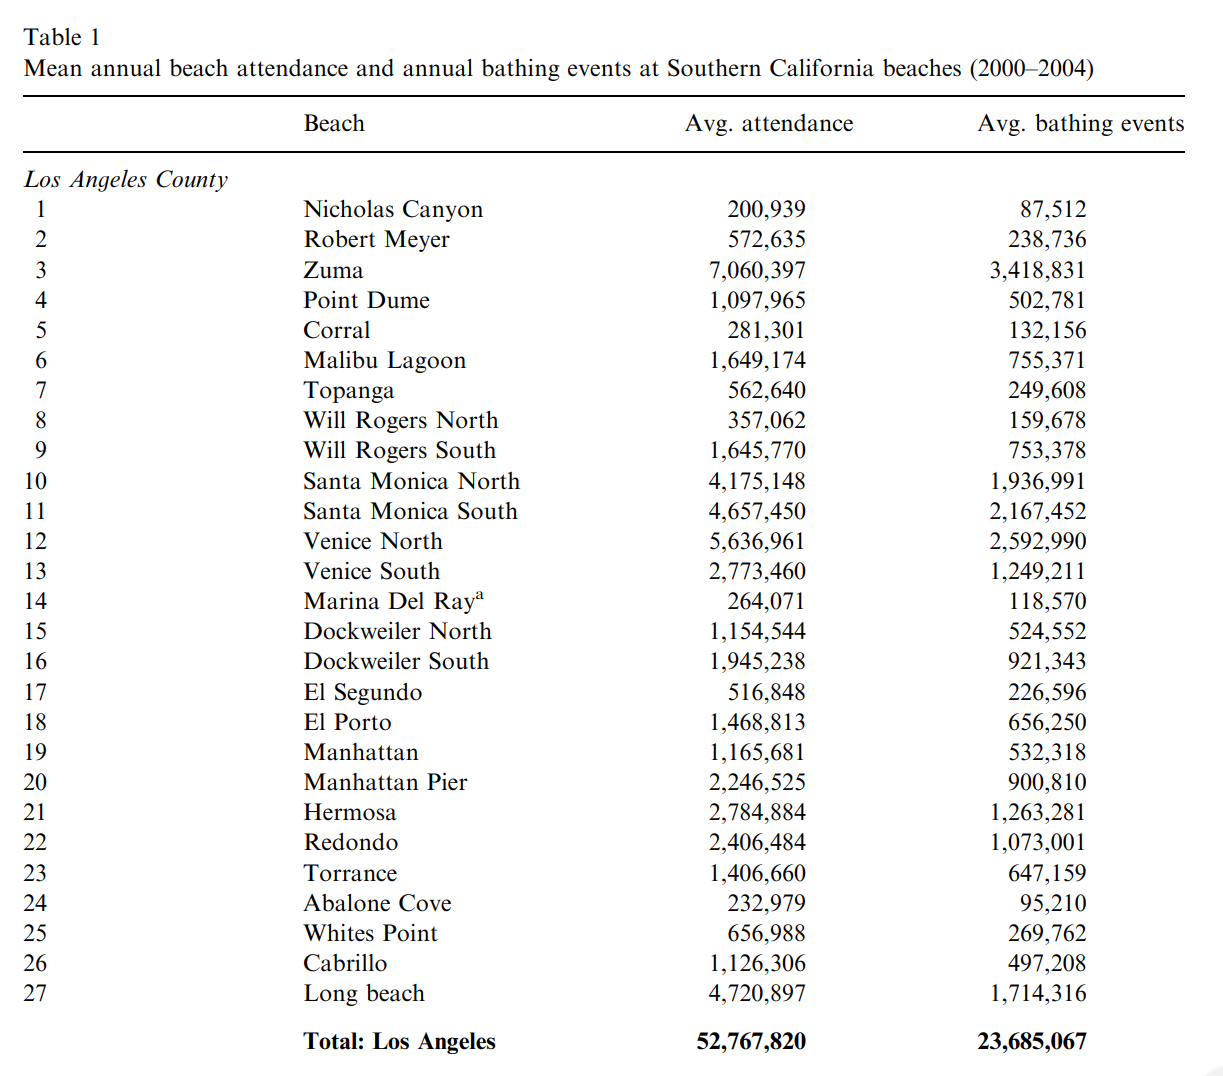 Table 1
Mean annual beach attendance and annual bathing events at Southern California beaches (2000–2004)
Beach Avg. attendance Avg. bathing events
Los Angeles County
1 Nicholas Canyon 200,939 87,512
2 Robert Meyer 572,635 238,736
3 Zuma 7,060,397 3,418,831
4 Point Dume 1,097,965 502,781
5 Corral 281,301 132,156
6 Malibu Lagoon 1,649,174 755,371
7 Topanga 562,640 249,608
8 Will Rogers North 357,062 159,678
9 Will Rogers South 1,645,770 753,378
10 Santa Monica North 4,175,148 1,936,991
11 Santa Monica South 4,657,450 2,167,452
12 Venice North 5,636,961 2,592,990
13 Venice South 2,773,460 1,249,211
14 Marina Del Rayᵃ 264,071 118,570
15 Dockweiler North 1,154,544 524,552
16 Dockweiler South 1,945,238 921,343
17 El Segundo 516,848 226,596
18 El Porto 1,468,813 656,250
19 Manhattan 1,165,681 532,318
20 Manhattan Pier 2,246,525 900,810
21 Hermosa 2,784,884 1,263,281
22 Redondo 2,406,484 1,073,001
23 Torrance 1,406,660 647,159
24 Abalone Cove 232,979 95,210
25 Whites Point 656,988 269,762
26 Cabrillo 1,126,306 497,208
27 Long beach 4,720,897 1,714,316
Total: Los Angeles 52,767,820 23,685,067